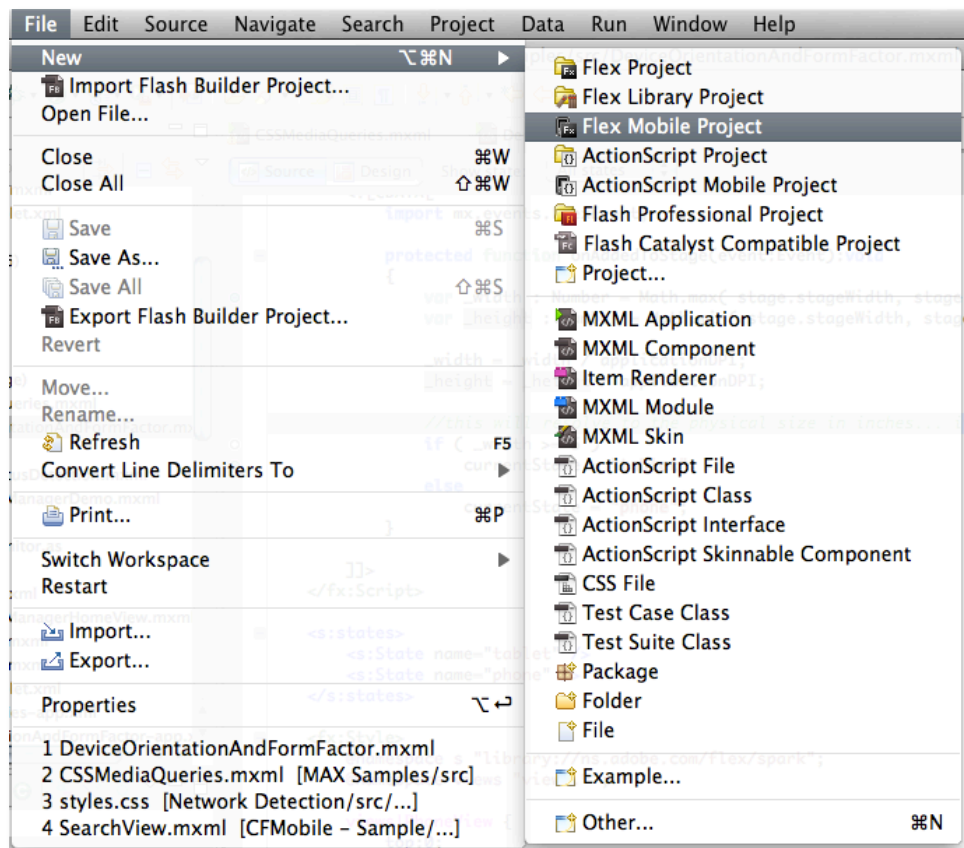 File Edit Source Navigate Search Project Data Run Window Help
New ⌥⌘N ▶
Import Flash Builder Project...
Open File...
Close ⌘W
Close All ⇧⌘W
Save ⌘S
Save As...
Save All ⇧⌘S
Export Flash Builder Project...
Revert
Move...
Rename...
Refresh F5
Convert Line Delimiters To ▶
Print... ⌘P
Switch Workspace ▶
Restart
Import...
Export...
Properties ⌥↩
1 DeviceOrientationAndFormFactor.mxml
2 CSSMediaQueries.mxml [MAX Samples/src]
3 styles.css [Network Detection/src/...]
4 SearchView.mxml [CFMobile - Sample/...]
Flex Project
Flex Library Project
Flex Mobile Project
ActionScript Project
ActionScript Mobile Project
Flash Professional Project
Flash Catalyst Compatible Project
Project...
MXML Application
MXML Component
Item Renderer
MXML Module
MXML Skin
ActionScript File
ActionScript Class
ActionScript Interface
ActionScript Skinnable Component
CSS File
Test Case Class
Test Suite Class
Package
Folder
File
Example...
Other... ⌘N